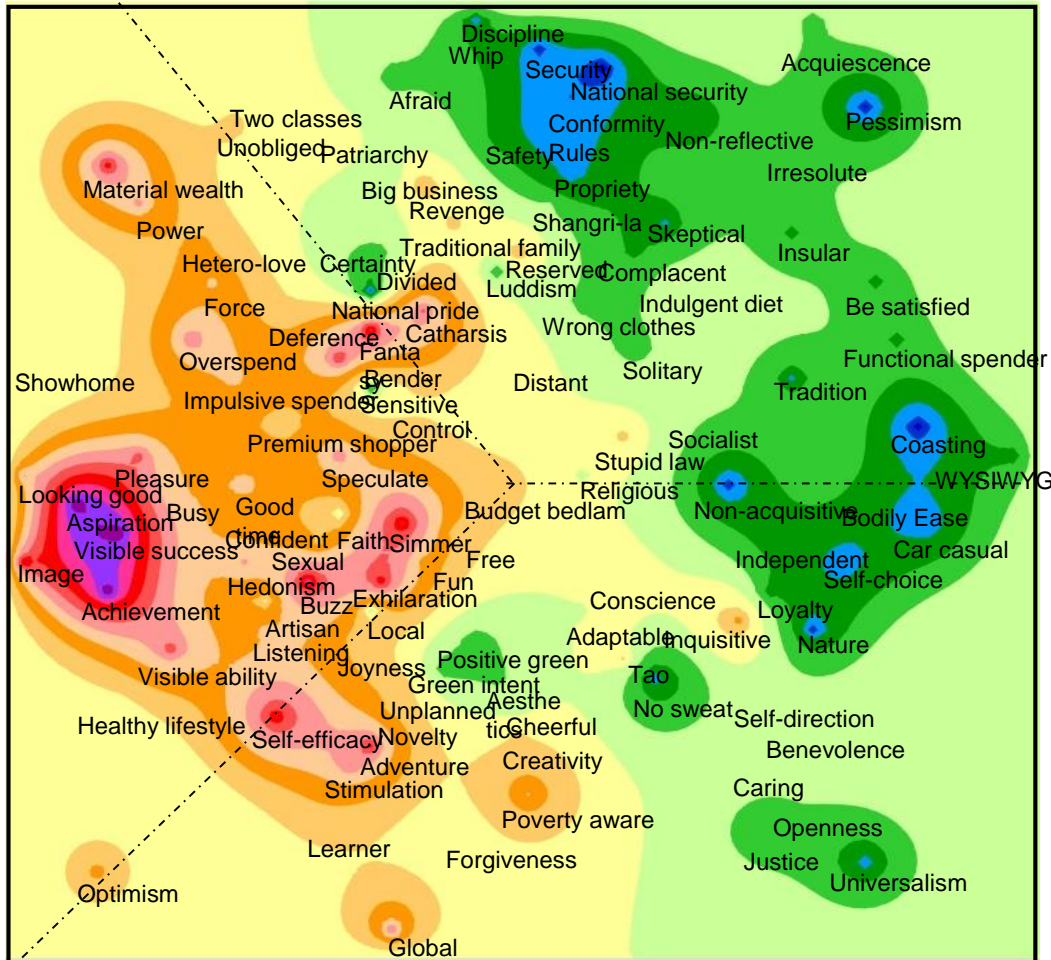 Discipline
Whip
Security
Acquiescence
National security
Afraid
Two classes
Conformity
Pessimism
Unobliged
Patriarchy
Safety
Rules
Non-reflective
Irresolute
Material wealth
Big business
Propriety
Revenge
Shangri-la
Power
Skeptical
Traditional family
Insular
Hetero-love
Certainty
Reserved
Complacent
Divided
Luddism
Force
National pride
Indulgent diet
Be satisfied
Deference
Catharsis
Wrong clothes
Fanta
sy
Overspend
Functional spender
Showhome
Bender
Distant
Solitary
Tradition
Impulsive spender
Sensitive
Control
Premium shopper
Socialist
Coasting
Stupid law
Pleasure
Speculate
Religious
WYSIWYG
Looking good
Busy
Good
time
Budget bedlam
Non-acquisitive
Bodily Ease
Aspiration
Confident
Faith
Simmer
Visible success
Sexual
Free
Independent
Car casual
Image
Hedonism
Fun
Self-choice
Achievement
Buzz
Exhilaration
Conscience
Loyalty
Artisan
Local
Adaptable
Inquisitive
Nature
Listening
Joyness
Positive green
Visible ability
Green intent
Tao
Aesthe
tics
Unplanned
No sweat
Self-direction
Healthy lifestyle
Self-efficacy
Novelty
Cheerful
Benevolence
Adventure
Creativity
Stimulation
Caring
Poverty aware
Openness
Learner
Forgiveness
Justice
Optimism
Universalism
Global